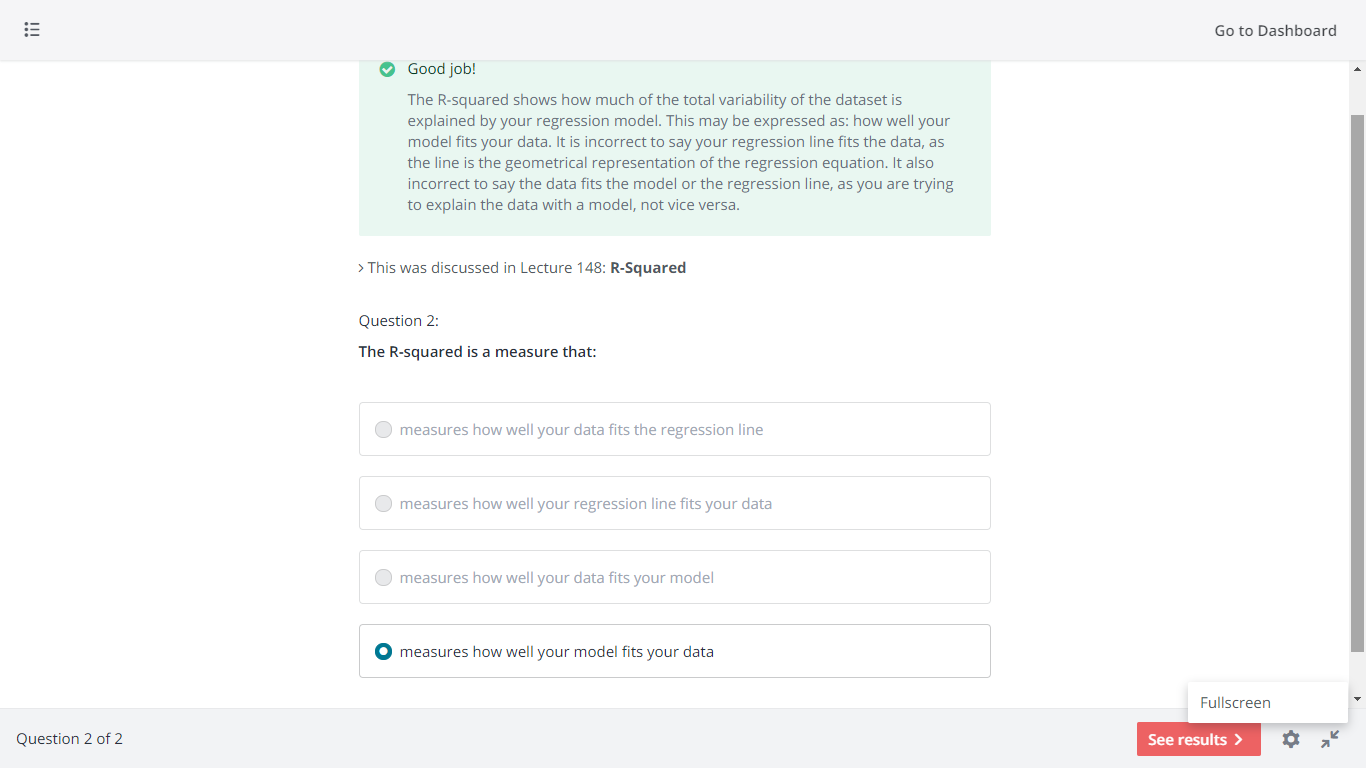 Go to Dashboard
Good job!
The R-squared shows how much of the total variability of the dataset is
explained by your regression model. This may be expressed as: how well your
model fits your data. It is incorrect to say your regression line fits the data, as
the line is the geometrical representation of the regression equation. It also
incorrect to say the data fits the model or the regression line, as you are trying
to explain the data with a model, not vice versa.
This was discussed in Lecture 148: R-Squared
Question 2:
The R-squared is a measure that:
measures how well your data fits the regression line
measures how well your regression line fits your data
measures how well your data fits your model
measures how well your model fits your data
Fullscreen
Question 2 of 2
See results